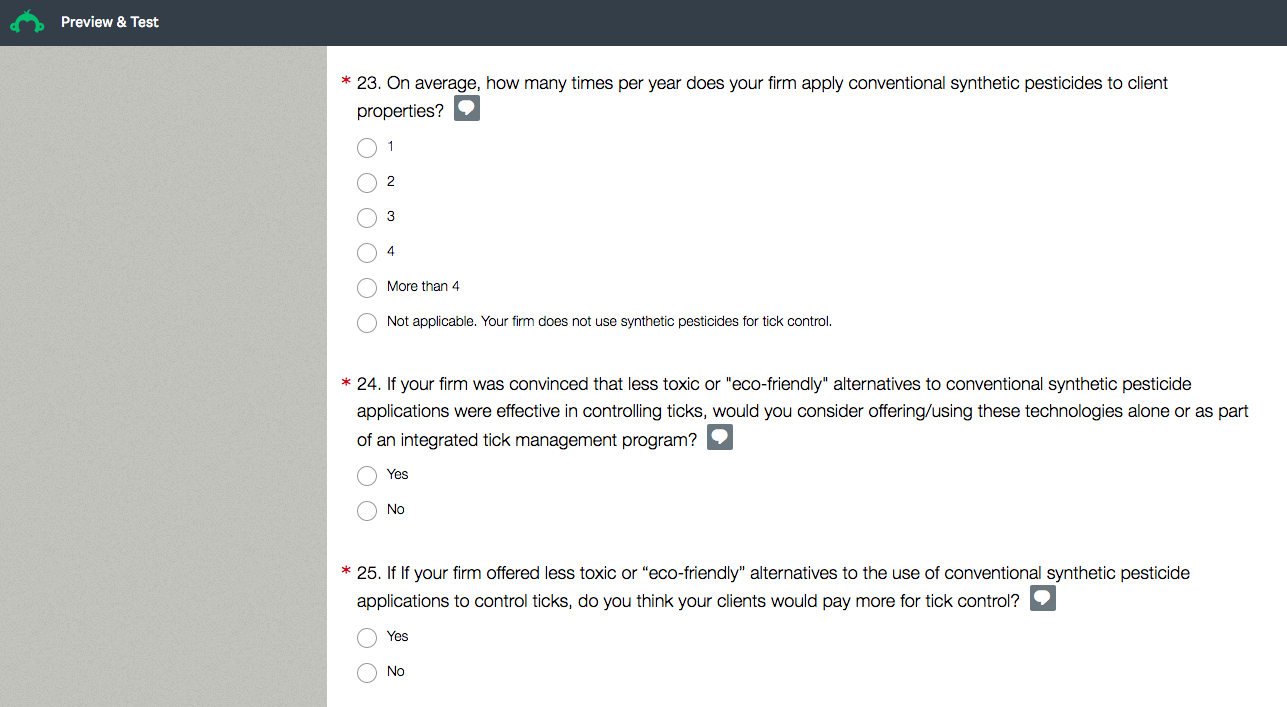 Preview & Test
* 23. On average, how many times per year does your firm apply conventional synthetic pesticides to client
properties?
1
2
3
4
More than 4
Not applicable. Your firm does not use synthetic pesticides for tick control.
* 24. If your firm was convinced that less toxic or "eco-friendly" alternatives to conventional synthetic pesticide
applications were effective in controlling ticks, would you consider offering/using these technologies alone or as part
of an integrated tick management program?
Yes
No
* 25. If If your firm offered less toxic or “eco-friendly” alternatives to the use of conventional synthetic pesticide
applications to control ticks, do you think your clients would pay more for tick control?
Yes
No